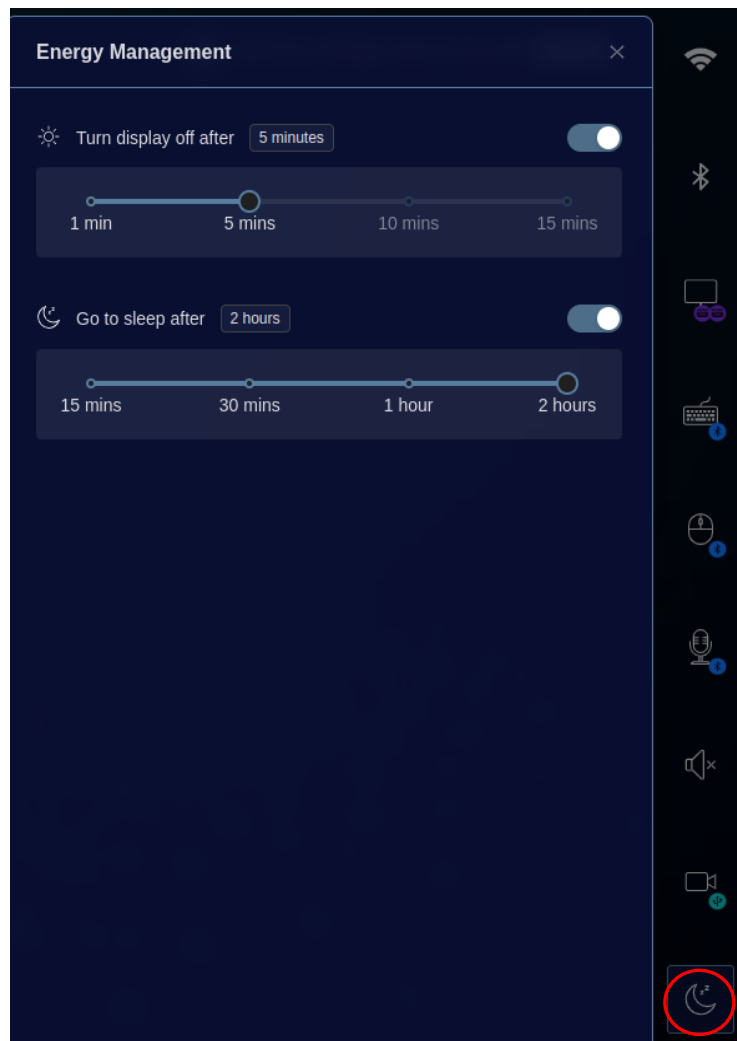 Energy Management
Turn display off after 5 minutes
1 min 5 mins 10 mins 15 mins
Go to sleep after 2 hours
15 mins 30 mins 1 hour 2 hours